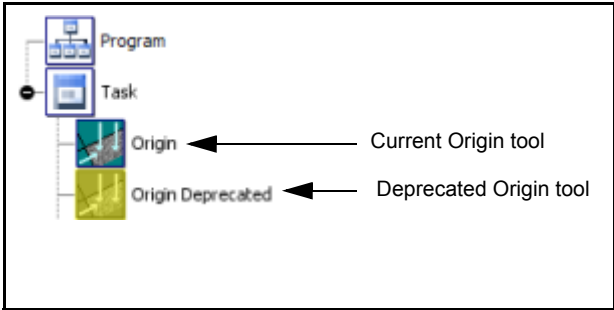 Program
Task
Origin
Current Origin tool
Origin Deprecated
Deprecated Origin tool